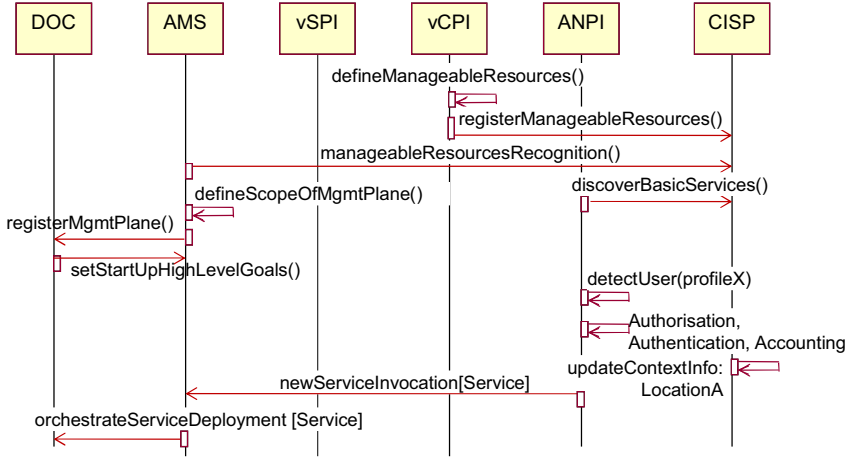 DOC
AMS
vSPI
vCPI
ANPI
CISP
defineManageableResources()
registerManageableResources()
manageableResourcesRecognition()
defineScopeOfMgmtPlane()
discoverBasicServices()
registerMgmtPlane()
setStartUpHighLevelGoals()
detectUser(profileX)
Authorisation,
Authentication, Accounting
updateContextInfo:
LocationA
newServiceInvocation[Service]
orchestrateServiceDeployment [Service]